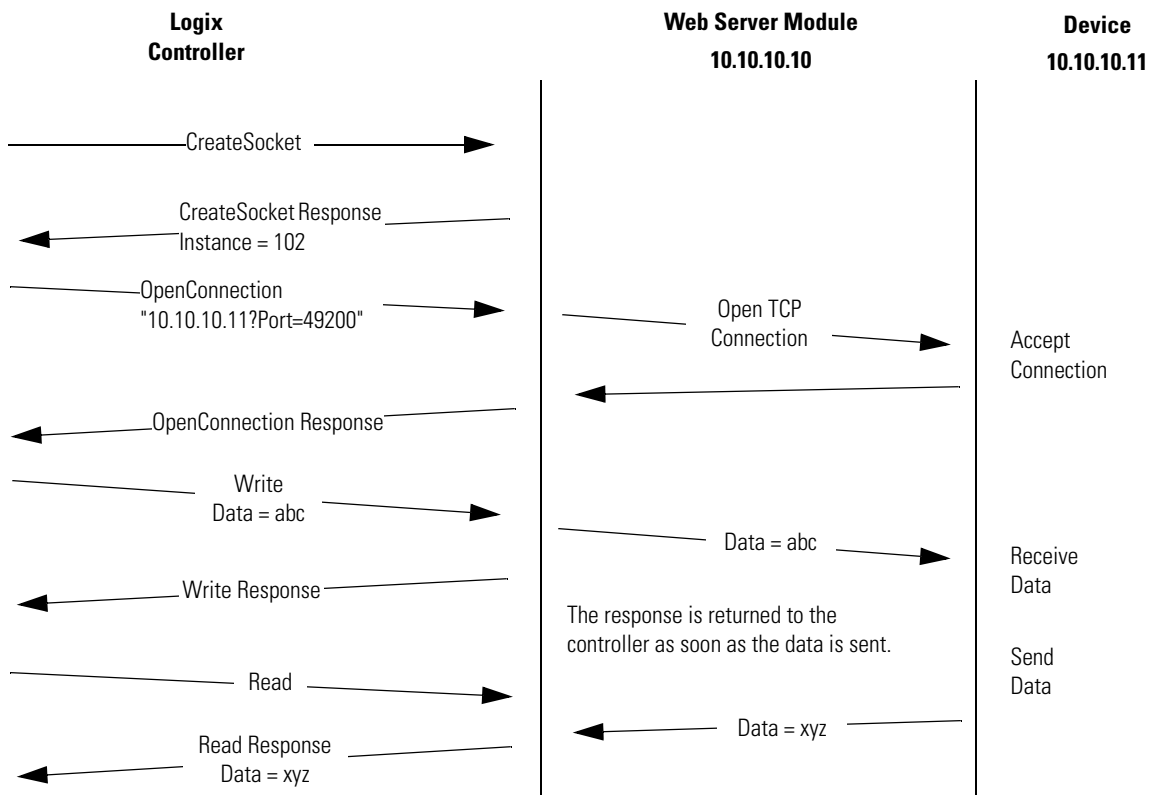 Logix
Controller
Web Server Module
10.10.10.10
Device
10.10.10.11
CreateSocket
CreateSocket Response
Instance = 102
OpenConnection
"10.10.10.11?Port=49200"
Open TCP
Connection
Accept
Connection
OpenConnection Response
Write
Data = abc
Data = abc
Receive
Data
Write Response
The response is returned to the
controller as soon as the data is sent.
Send
Data
Read
Data = xyz
Read Response
Data = xyz